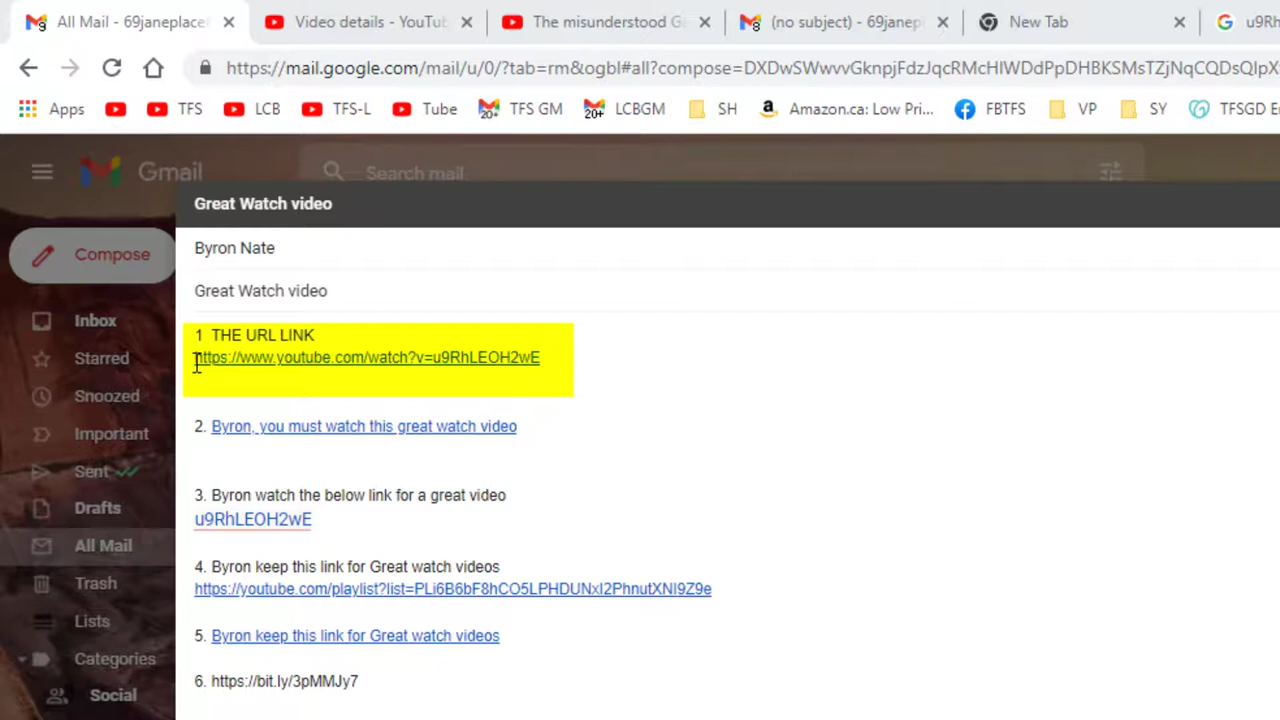 All Mail - 69janeplace
Video details - YouTu
The misunderstood G
(no subject) - 69janep
New Tab
u9Rh
https://mail.google.com/mail/u/0/?tab=rm&ogbl#all?compose=
Apps
TFS
LCB
TFS-L
Tube
TFS GM
LCBGM
SH
Amazon.ca: Low Pri...
FBTFS
VP
SY
TFSGD
Gmail
Search mail
Great Watch video
Byron Nate
Compose
Great Watch video
Inbox
1 THE URL LINK
https://www.youtube.com/watch?v=u9RhLEOH2wE
Starred
Snoozed
2. Byron, you must watch this great watch video
Important
Sent
3. Byron watch the below link for a great video
u9RhLEOH2wE
Drafts
All Mail
4. Byron keep this link for Great watch videos
https://youtube.com/playlist?list=PLi6B6bF8hCO5LPHDUNxI2PhnutXNI9Z9e
Trash
Lists
5. Byron keep this link for Great watch videos
Categories
6. https://bit.ly/3pMMJy7
Social